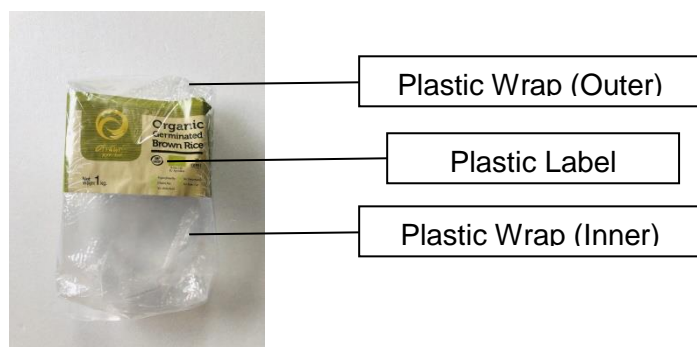 Plastic Wrap (Outer)
Organic
Germinated
Brown Rice
Plastic Label
1 kg.
Plastic Wrap (Inner)